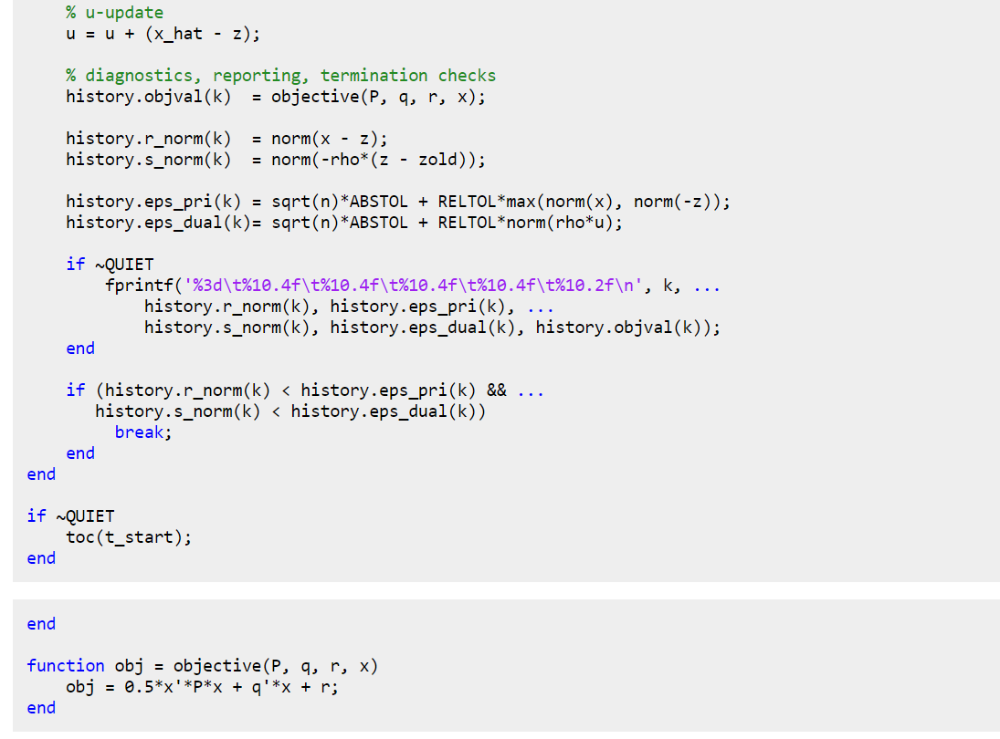 % u-update
u = u + (x_hat - z);
% diagnostics, reporting, termination checks
history.objval(k)  = objective(P, q, r, x);
history.r_norm(k)  = norm(x - z);
history.s_norm(k)  = norm(-rho*(z - zold));
history.eps_pri(k) = sqrt(n)*ABSTOL + RELTOL*max(norm(x), norm(-z));
history.eps_dual(k)= sqrt(n)*ABSTOL + RELTOL*norm(rho*u);
if ~QUIET
fprintf('%3d\t%10.4f\t%10.4f\t%10.4f\t%10.4f\t%10.2f\n', k, ...
history.r_norm(k), history.eps_pri(k), ...
history.s_norm(k), history.eps_dual(k), history.objval(k));
end
if (history.r_norm(k) < history.eps_pri(k) && ...
history.s_norm(k) < history.eps_dual(k))
break;
end
end
if ~QUIET
toc(t_start);
end
end
function obj = objective(P, q, r, x)
obj = 0.5*x'*P*x + q'*x + r;
end